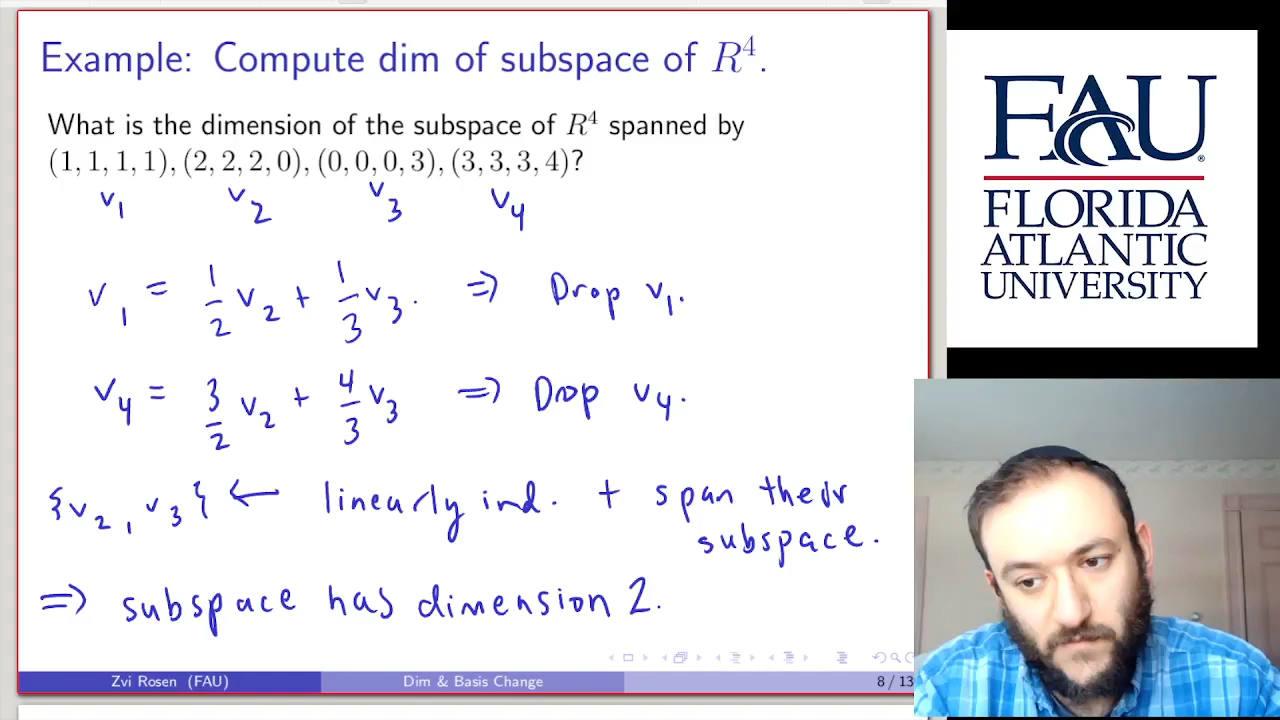 Example: Compute dim of subspace of R⁴.
What is the dimension of the subspace of R⁴ spanned by
(1, 1, 1, 1), (2, 2, 2, 0), (0, 0, 0, 3), (3, 3, 3, 4)?
v₁ v₂ v₃ v₄
v₁ = 1/2 v₂ + 1/3 v₃. ⇒ Drop v₁.
v₄ = 3/2 v₂ + 4/3 v₃ ⇒ Drop v₄.
{v₂, v₃} ← linearly ind. + span their
subspace.
⇒ subspace has dimension 2.
Zvi Rosen (FAU) Dim & Basis Change 8 / 13
FAU
FLORIDA
ATLANTIC
UNIVERSITY